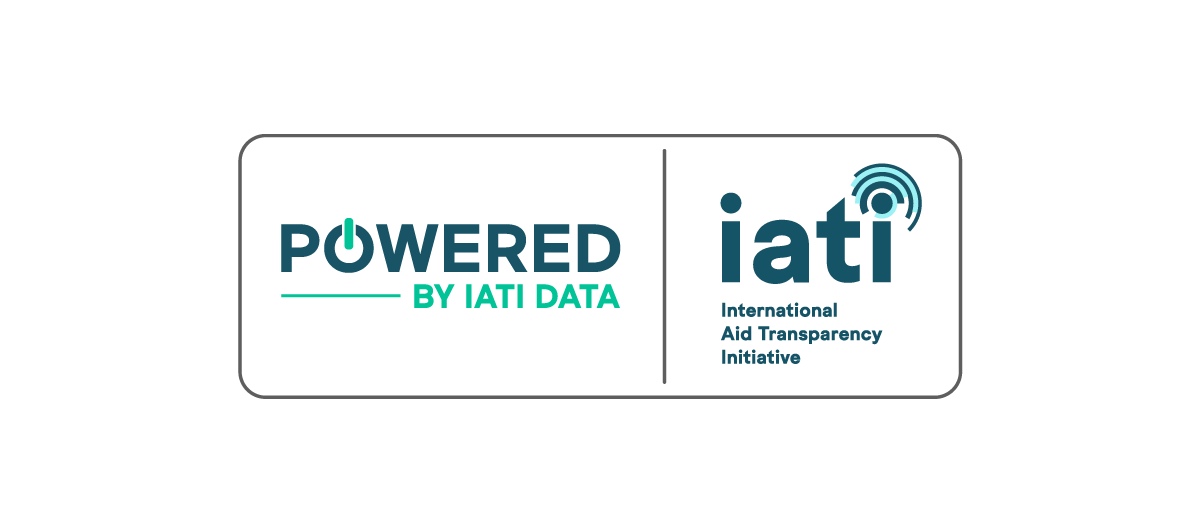 POWERED
BY IATI DATA
iati
International
Aid Transparency
Initiative